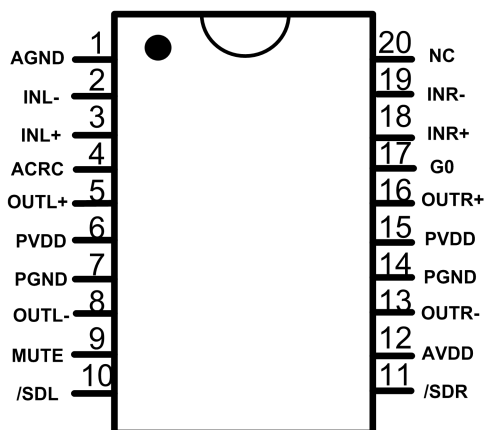 AGND 1 20 NC
INL- 2 19 INR-
INL+ 3 18 INR+
ACRC 4 17 G0
OUTL+ 5 16 OUTR+
PVDD 6 15 PVDD
PGND 7 14 PGND
OUTL- 8 13 OUTR-
MUTE 9 12 AVDD
/SDL 10 11 /SDR